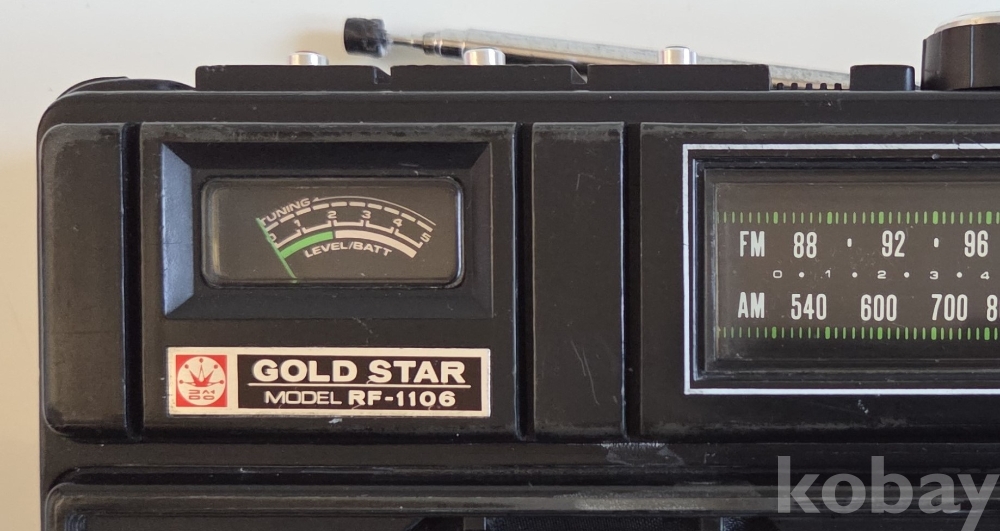 TUNING
0 1 2 3 4 5
LEVEL/BATT
GOLD STAR
MODEL RF-1106
FM 88 • 92 • 96
0 • 1 • 2 • 3 • 4
AM 540 600 700
kobay